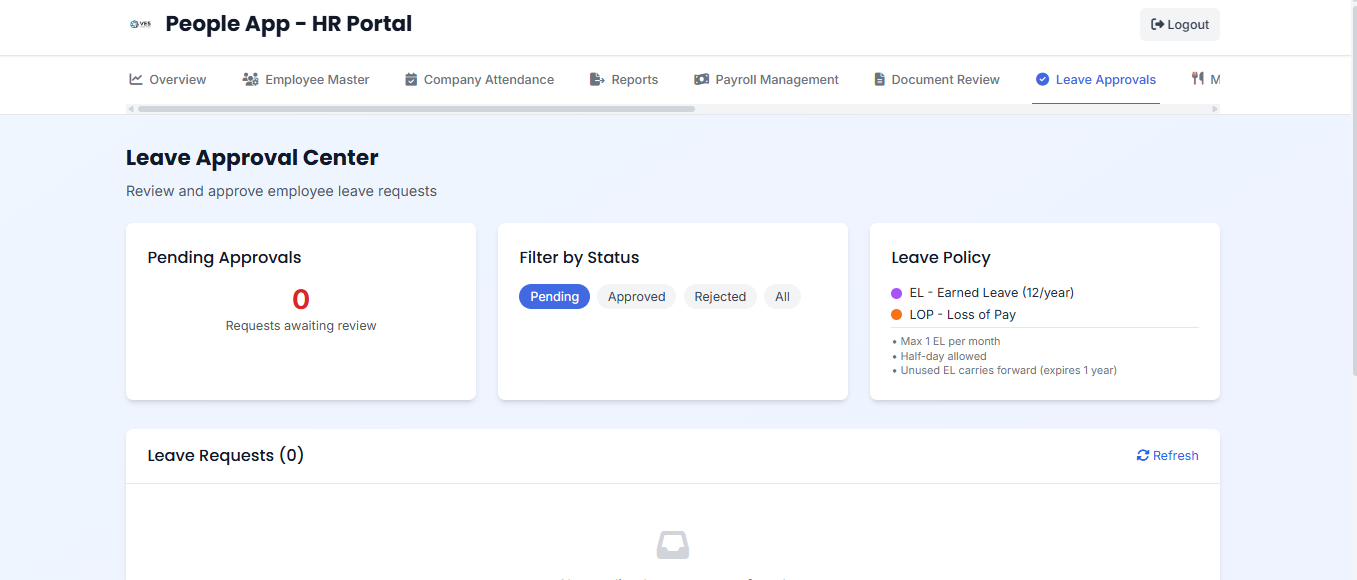 VES People App - HR Portal Logout
Overview Employee Master Company Attendance Reports Payroll Management Document Review Leave Approvals M
Leave Approval Center
Review and approve employee leave requests
Pending Approvals
0
Requests awaiting review
Filter by Status
Pending Approved Rejected All
Leave Policy
EL - Earned Leave (12/year)
LOP - Loss of Pay
• Max 1 EL per month
• Half-day allowed
• Unused EL carries forward (expires 1 year)
Leave Requests (0) Refresh